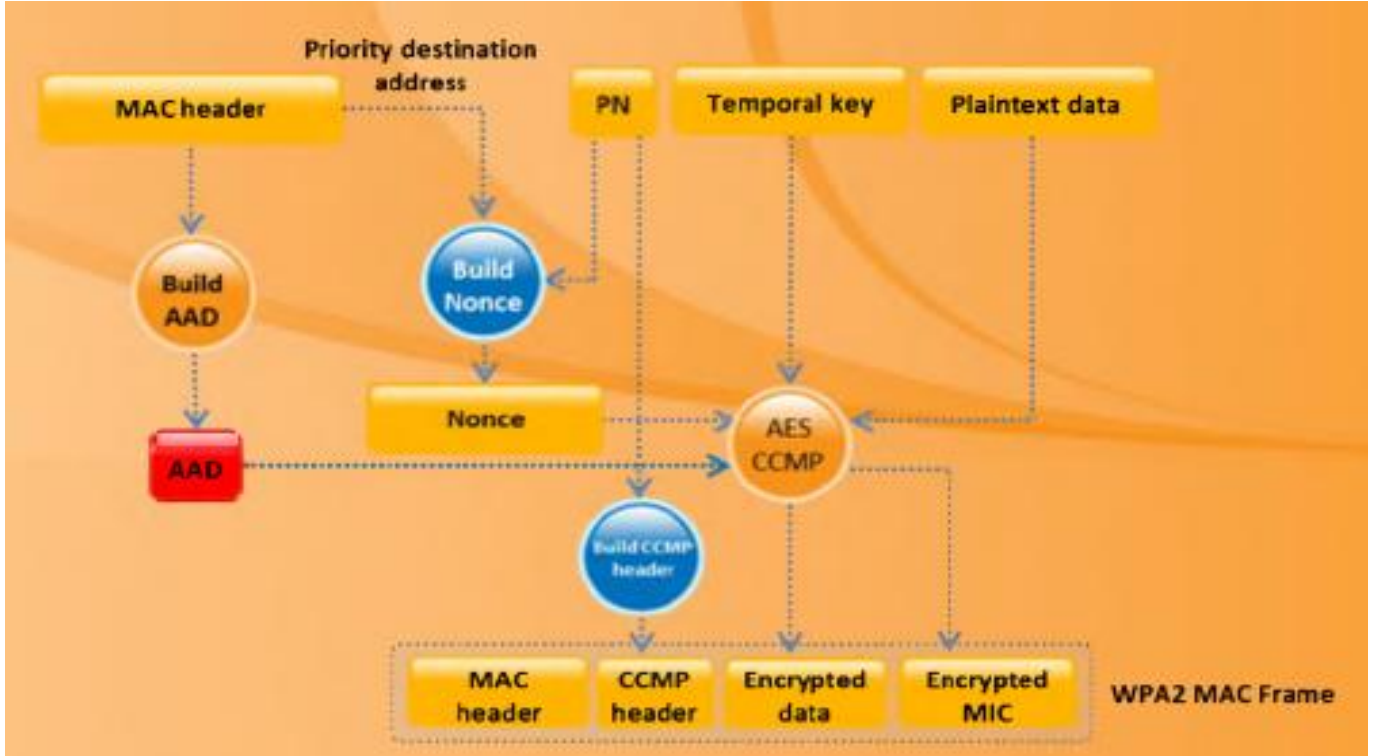 Priority destination
address
MAC header
PN
Temporal key
Plaintext data
Build
AAD
Build
Nonce
Nonce
AES
CCMP
AAD
Build CCMP
header
MAC
header
CCMP
header
Encrypted
data
Encrypted
MIC
WPA2 MAC Frame